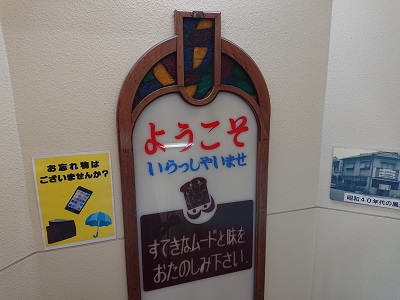 ようこそ
いらっしやいませ
すてきなムードと味を
おたのしみ下さい.
お忘れ物は
ございませんか?
昭和40年代の風